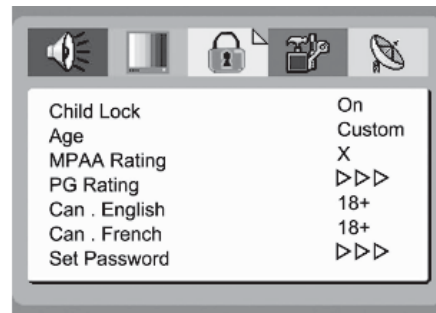 Child Lock On
Age Custom
MPAA Rating X
PG Rating ▷▷▷
Can . English 18+
Can . French 18+
Set Password ▷▷▷